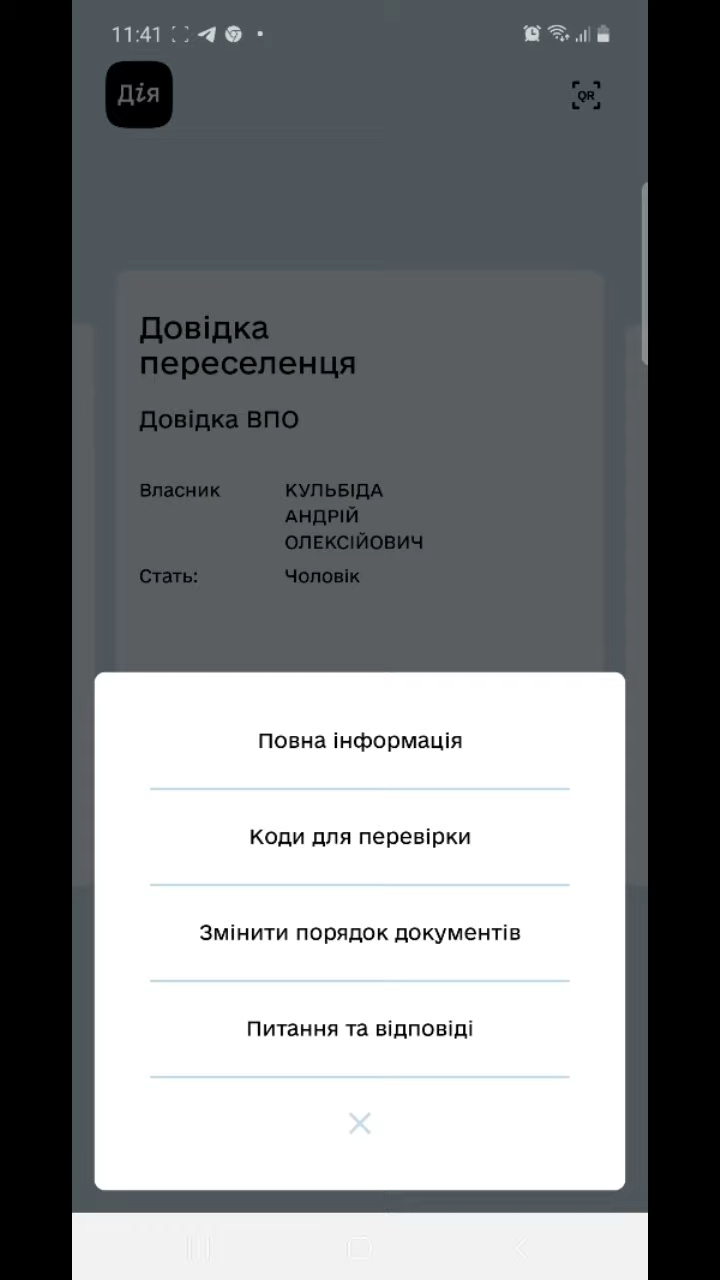 11:41
Дія
QR
Довідка
переселенця
Довідка ВПО
Власник КУЛЬБІДА
АНДРІЙ
ОЛЕКСІЙОВИЧ
Стать: Чоловік
Повна інформація
Коди для перевірки
Змінити порядок документів
Питання та відповіді